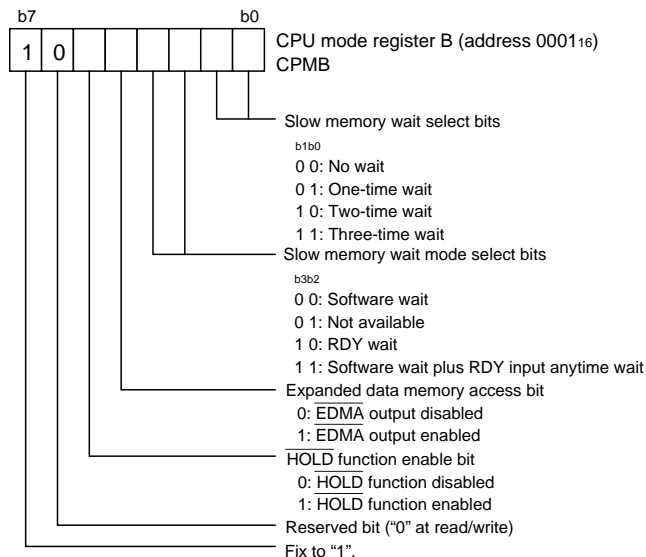 b7 b0
1 0
CPU mode register B (address 0001₁₆)
CPMB
Slow memory wait select bits
b1b0
0 0: No wait
0 1: One-time wait
1 0: Two-time wait
1 1: Three-time wait
Slow memory wait mode select bits
b3b2
0 0: Software wait
0 1: Not available
1 0: RDY wait
1 1: Software wait plus RDY input anytime wait
Expanded data memory access bit
0: EDMA output disabled
1: EDMA output enabled
HOLD function enable bit
0: HOLD function disabled
1: HOLD function enabled
Reserved bit (“0” at read/write)
Fix to “1”.